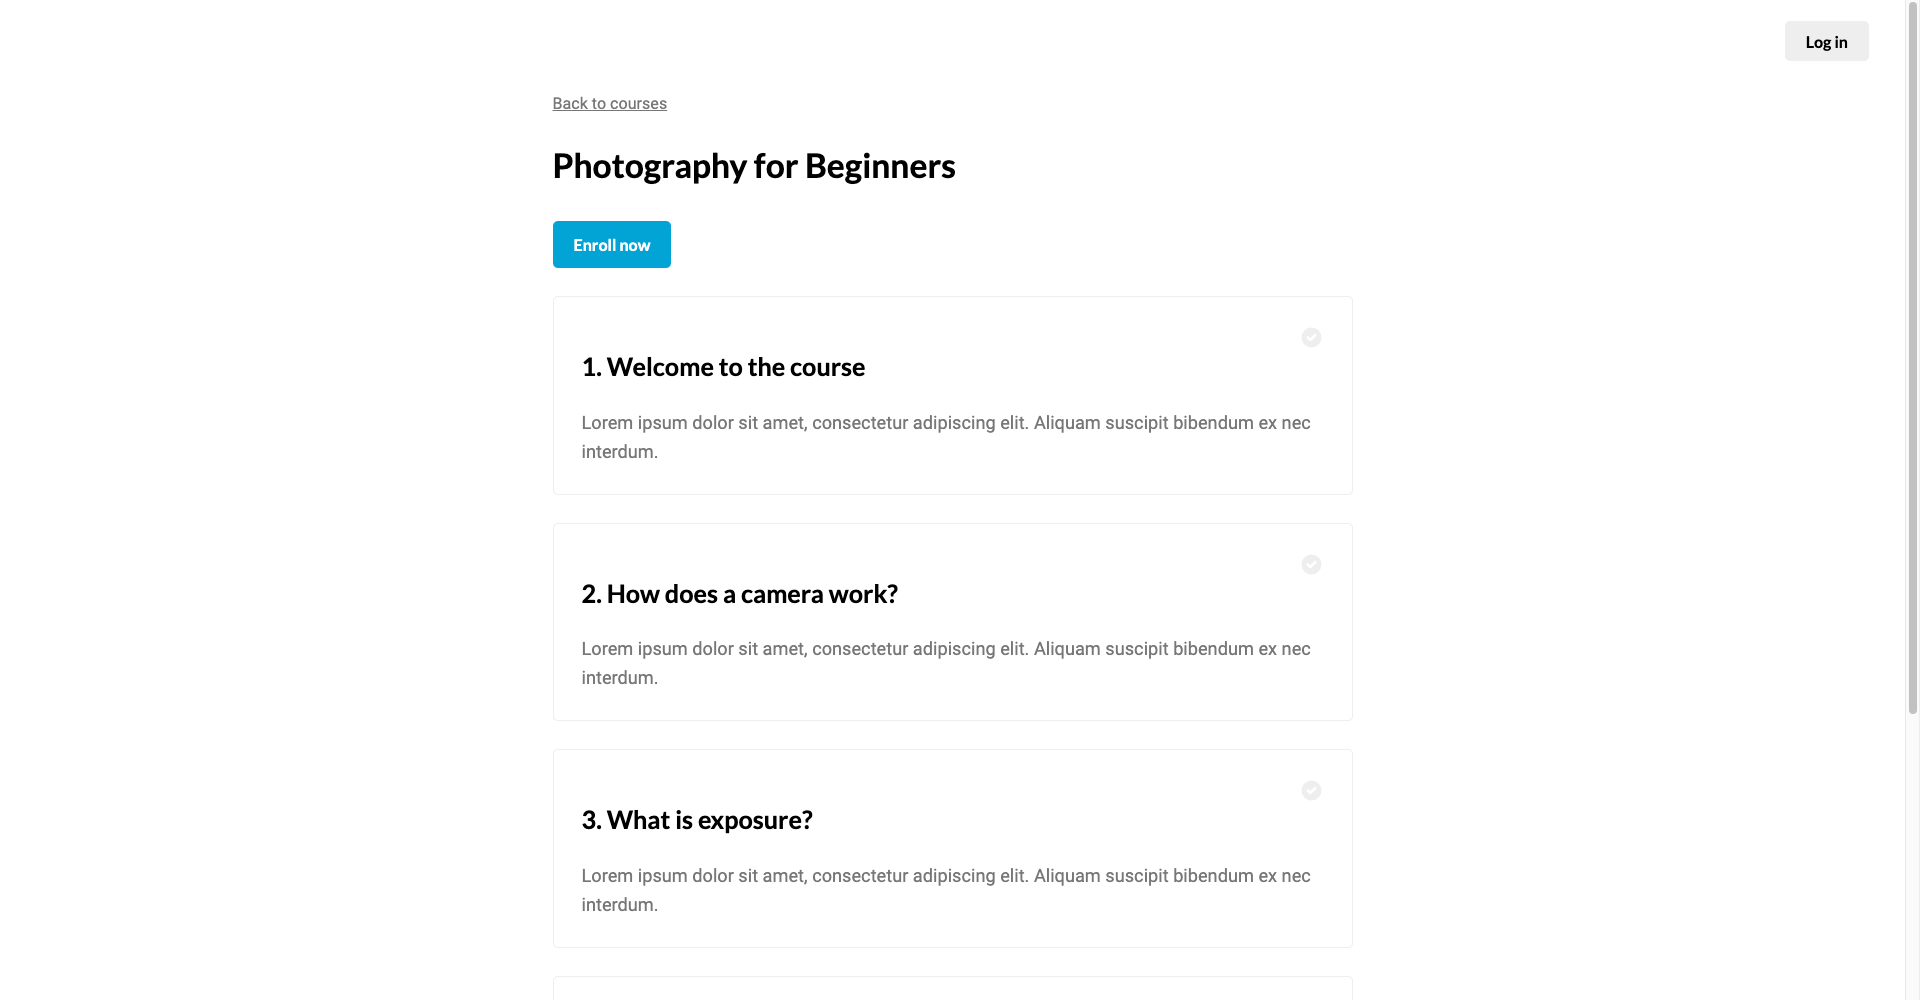 Log in
Back to courses
Photography for Beginners
Enroll now
1. Welcome to the course
Lorem ipsum dolor sit amet, consectetur adipiscing elit. Aliquam suscipit bibendum ex nec
interdum.
2. How does a camera work?
Lorem ipsum dolor sit amet, consectetur adipiscing elit. Aliquam suscipit bibendum ex nec
interdum.
3. What is exposure?
Lorem ipsum dolor sit amet, consectetur adipiscing elit. Aliquam suscipit bibendum ex nec
interdum.